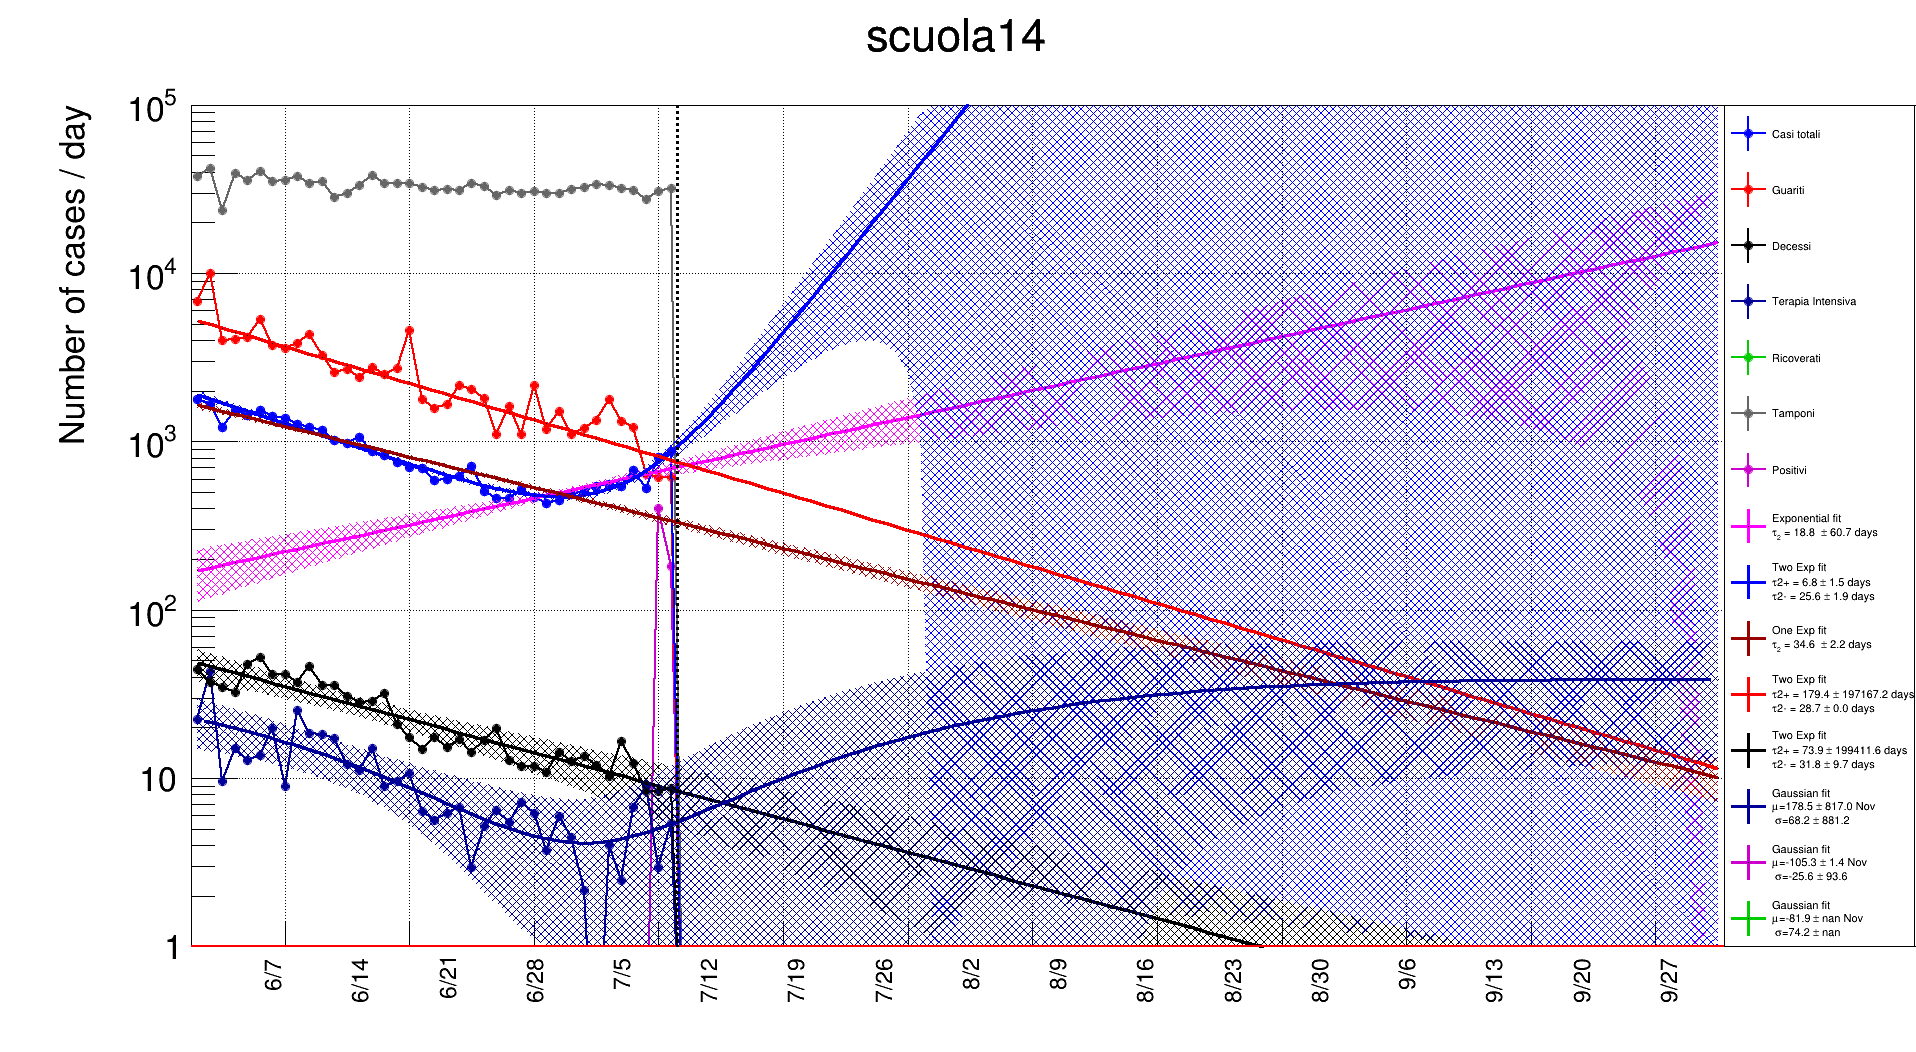 scuola14
Number of cases / day
10^5
10^4
10^3
10^2
10
1
6/7
6/14
6/21
6/28
7/5
7/12
7/19
7/26
8/2
8/9
8/16
8/23
8/30
9/6
9/13
9/20
9/27
Casi totali
Guariti
Decessi
Terapia Intensiva
Ricoverati
Tamponi
Positivi
Exponential fit
τ₂ = 18.8 ± 60.7 days
Two Exp fit
τ2+ = 6.8 ± 1.5 days
τ2- = 25.6 ± 1.9 days
One Exp fit
τ₂ = 34.6 ± 2.2 days
Two Exp fit
τ2+ = 179.4 ± 197167.2 days
τ2- = 28.7 ± 0.0 days
Two Exp fit
τ2+ = 73.9 ± 199411.6 days
τ2- = 31.8 ± 9.7 days
Gaussian fit
μ=178.5 ± 817.0 Nov
σ=68.2 ± 881.2
Gaussian fit
μ=-105.3 ± 1.4 Nov
σ=-25.6 ± 93.6
Gaussian fit
μ=-81.9 ± nan Nov
σ=74.2 ± nan